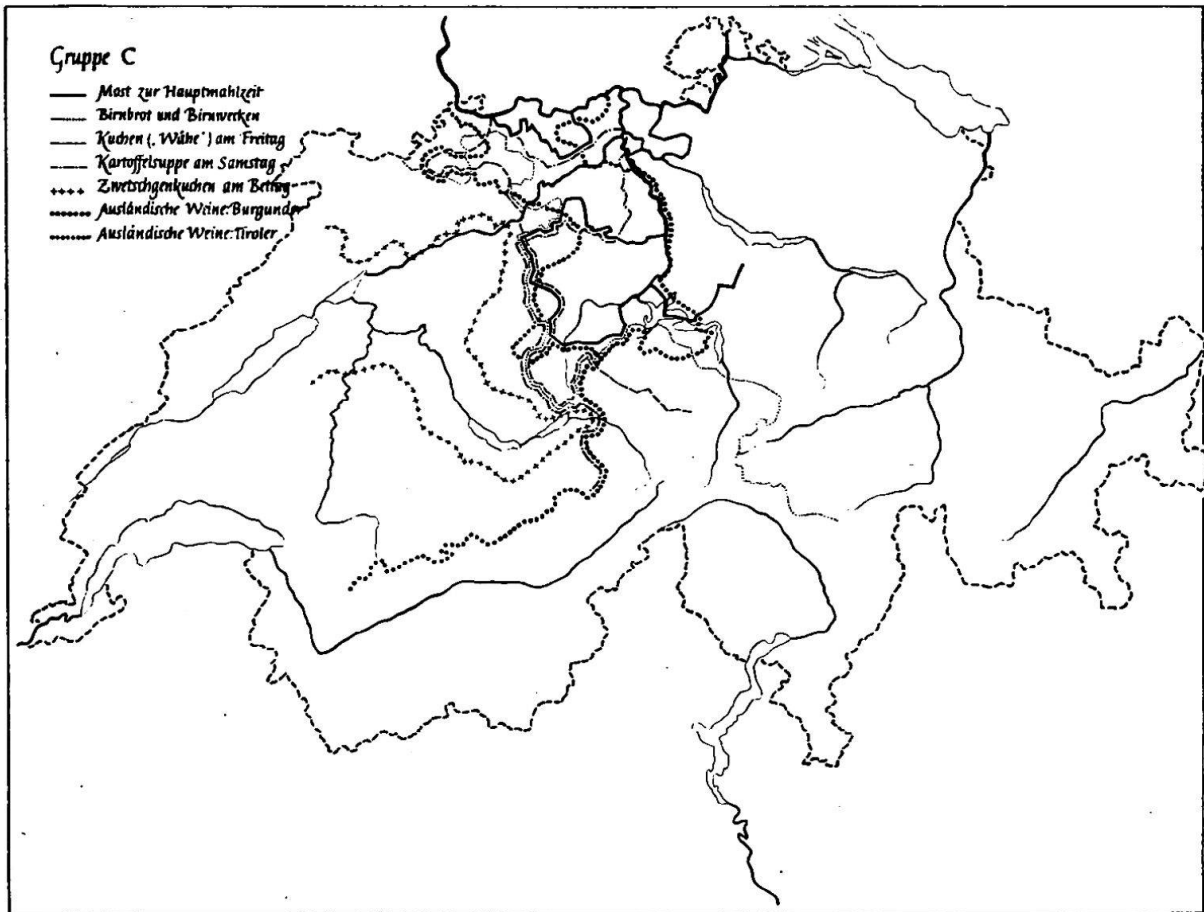 Gruppe C
Most zur Hauptmahlzeit
Birnbrot und Birnwecken
Kuchen („Wähe“) am Freitag
Kartoffelsuppe am Samstag
Zwetschgenkuchen am Bettag
Ausländische Weine: Burgunder
Ausländische Weine: Tiroler